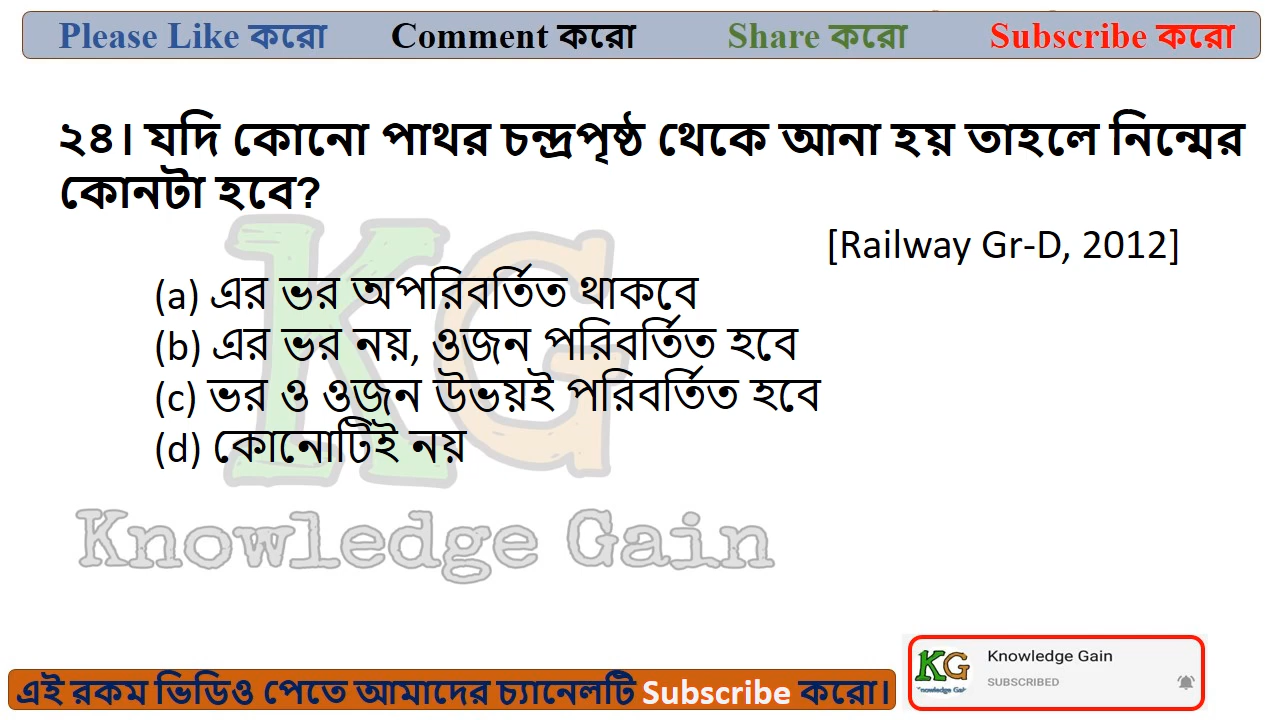 Please Like করো Comment করো Share করো Subscribe করো
২৪। যদি কোনো পাথর চন্দ্রপৃষ্ঠ থেকে আনা হয় তাহলে নিন্মের
কোনটা হবে?
[Railway Gr-D, 2012]
(a) এর ভর অপরিবর্তিত থাকবে
(b) এর ভর নয়, ওজন পরিবর্তিত হবে
(c) ভর ও ওজন উভয়ই পরিবর্তিত হবে
(d) কোনোটিই নয়
KG
Knowledge Gain
এই রকম ভিডিও পেতে আমাদের চ্যানেলটি Subscribe করো।
KG
Knowledge Gain
SUBSCRIBED